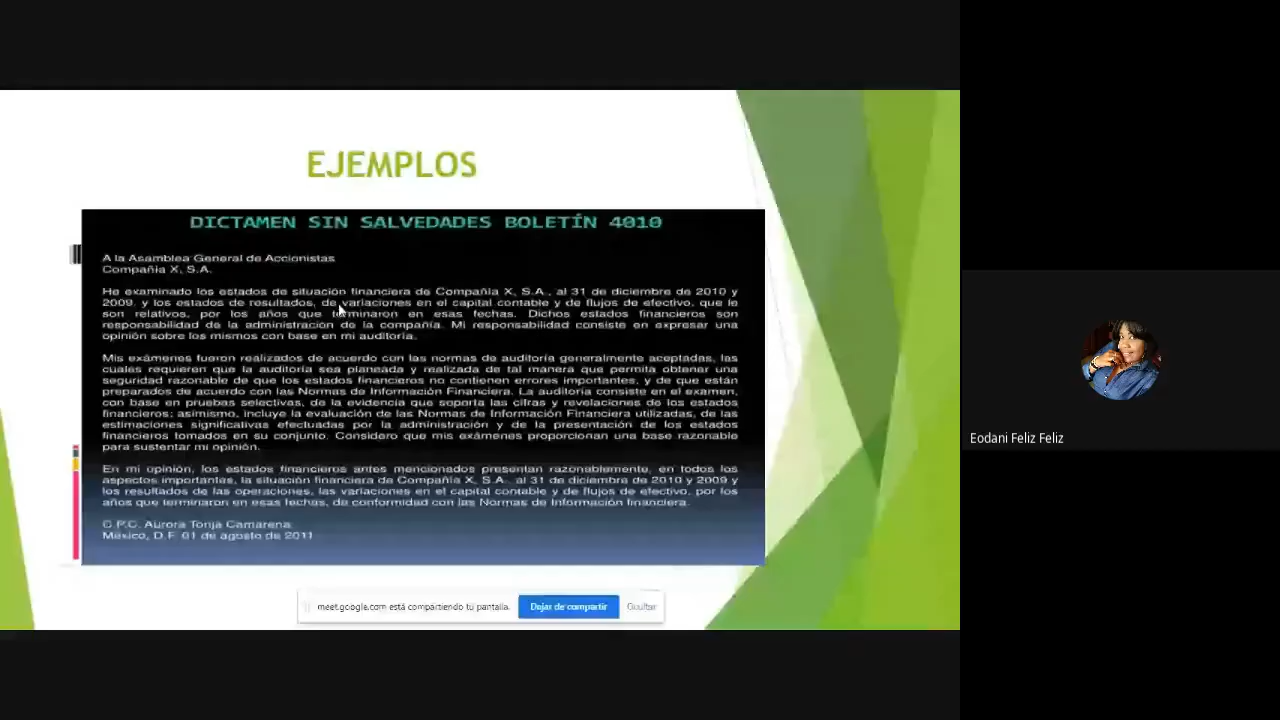 EJEMPLOS
DICTAMEN SIN SALVEDADES BOLETÍN 4010
A la Asamblea General de Accionistas
Compañía X, S.A.
He examinado los estados de situación financiera de Compañía X, S.A., al 31 de diciembre de 2010 y
2009, y los estados de resultados, de variaciones en el capital contable y de flujos de efectivo, que le
son relativos, por los años que terminaron en esas fechas. Dichos estados financieros son
responsabilidad de la administración de la compañía. Mi responsabilidad consiste en expresar una
opinión sobre los mismos con base en mi auditoría.
Mis exámenes fueron realizados de acuerdo con las normas de auditoría generalmente aceptadas, las
cuales requieren que la auditoría sea planeada y realizada de tal manera que permita obtener una
seguridad razonable de que los estados financieros no contienen errores importantes, y de que están
preparados de acuerdo con las Normas de Información Financiera. La auditoría consiste en el examen,
con base en pruebas selectivas, de la evidencia que soporta las cifras y revelaciones de los estados
financieros; asimismo, incluye la evaluación de las Normas de Información Financiera utilizadas, de las
estimaciones significativas efectuadas por la administración y de la presentación de los estados
financieros tomados en su conjunto. Considero que mis exámenes proporcionan una base razonable
para sustentar mi opinión.
En mi opinión, los estados financieros antes mencionados presentan razonablemente, en todos los
aspectos importantes, la situación financiera de Compañía X, S.A., al 31 de diciembre de 2010 y 2009 y
los resultados de las operaciones, las variaciones en el capital contable y de flujos de efectivo, por los
años que terminaron en esas fechas, de conformidad con las Normas de Información financiera.
C.P.C. Aurora Torija Camarena
México, D.F. 01 de agosto de 2011
meet.google.com está compartiendo tu pantalla.
Dejar de compartir
Ocultar
Eodani Feliz Feliz